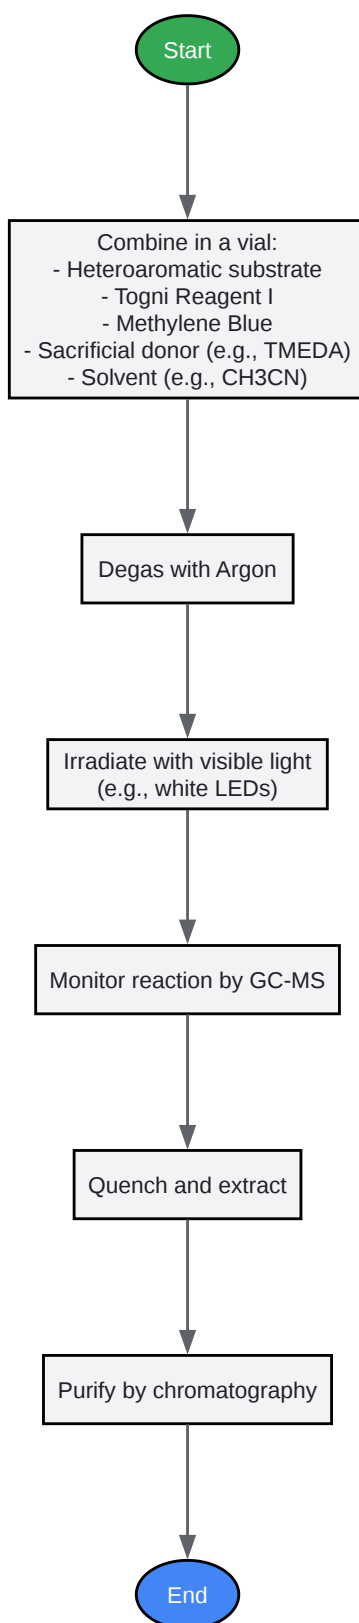 Start
Combine in a vial:
- Heteroaromatic substrate
- Togni Reagent I
- Methylene Blue
- Sacrificial donor (e.g., TMEDA)
- Solvent (e.g., CH3CN)
Degas with Argon
Irradiate with visible light
(e.g., white LEDs)
Monitor reaction by GC-MS
Quench and extract
Purify by chromatography
End